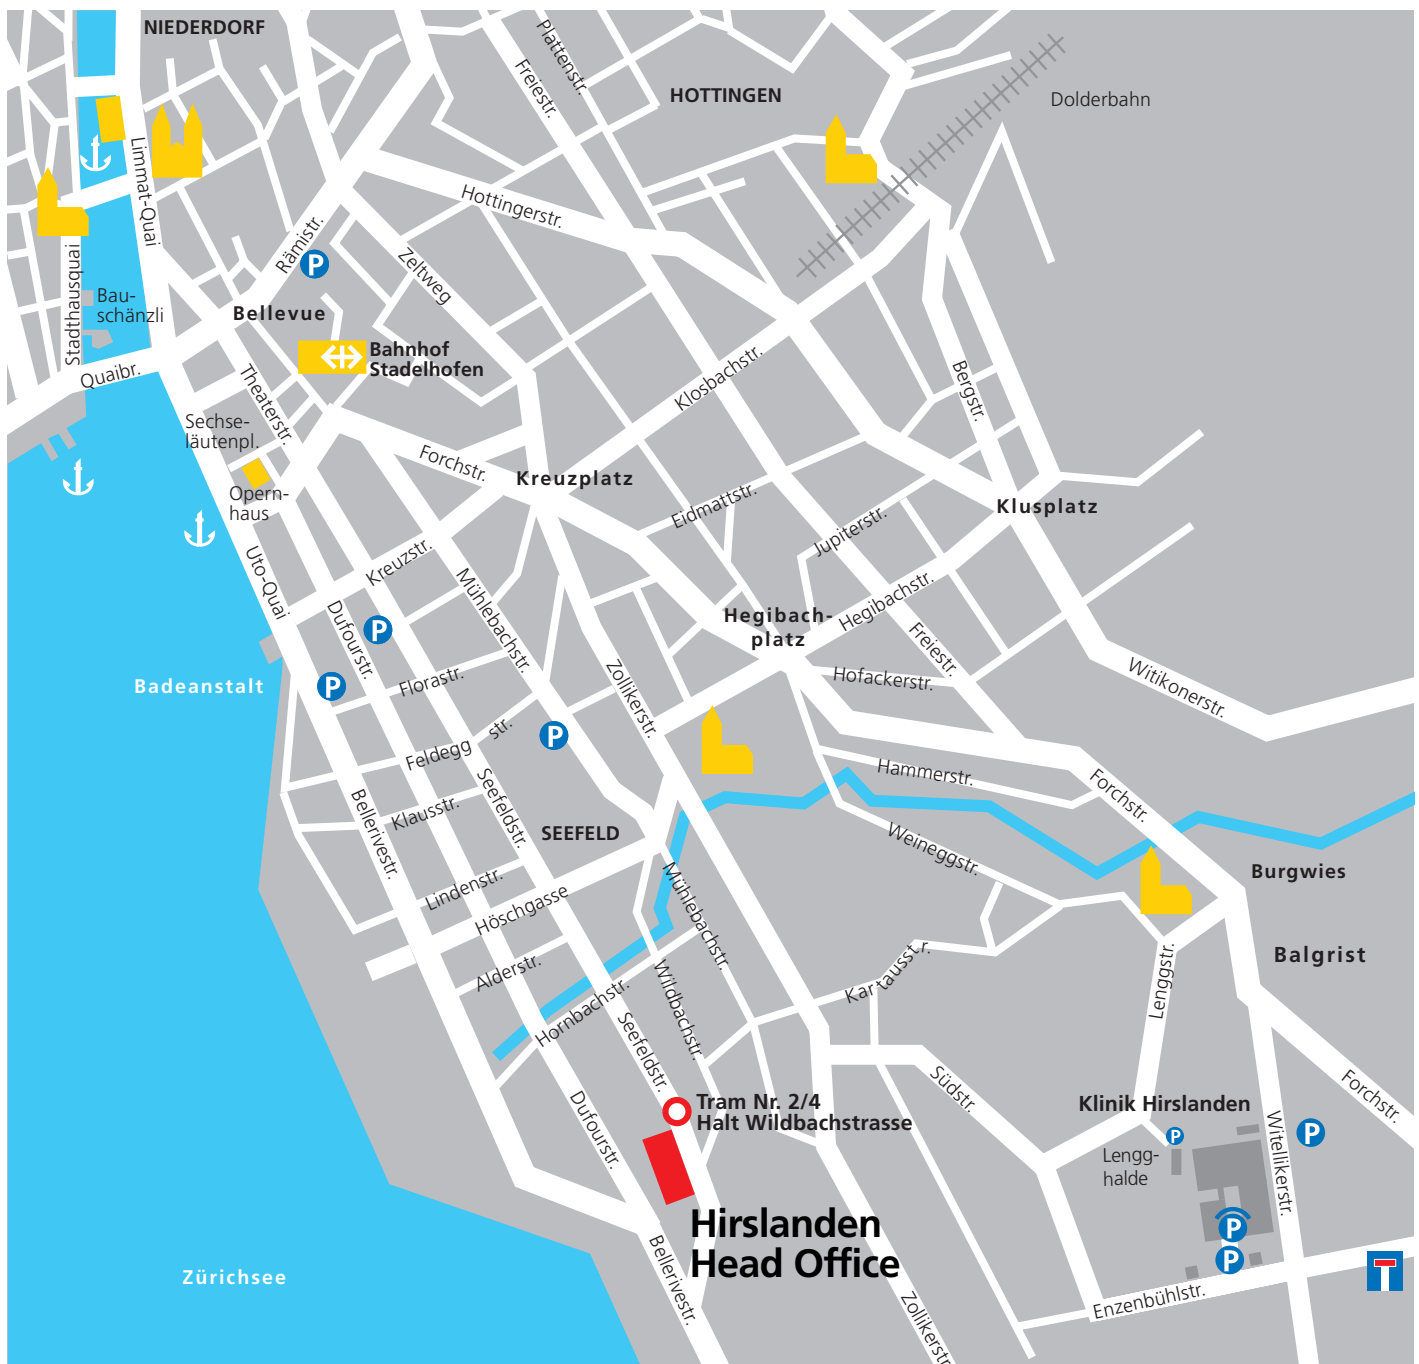 NIEDERDORF
Plattenstr.
Freiestr.
HOTTINGEN
Dolderbahn
Limmat-Quai
Hottingerstr.
Rämistr.
P
Zeltweg
Stadthausquai
Bau-
schänzli
Bellevue
Bahnhof
Stadelhofen
Quaibr.
Theaterstr.
Klosbachstr.
Bergstr.
Sechse-
läutenpl.
Forchstr.
Kreuzplatz
Opern-
haus
Eidmattstr.
Klusplatz
Jupiterstr.
Uto-Quai
Kreuzstr.
Mühlebachstr.
Dufourstr.
P
Hegibach-
platz
Hegibachstr.
Freiestr.
Badeanstalt
P
Florastr.
Zollikerstr.
Hofackerstr.
Witikonerstr.
P
Feldegg
str.
Hammerstr.
Forchstr.
Bellerivestr.
Klausstr.
Seefeldstr.
SEEFELD
Weineggstr.
Burgwies
Lindenstr.
Höschgasse
Mühlebachstr.
Balgrist
Alderstr.
Wildbachstr.
Kartausstr.
Lenggstr.
Hornbachstr.
Seefeldstr.
Südstr.
Forchstr.
Dufourstr.
Tram Nr. 2/4
Halt Wildbachstrasse
Klinik Hirslanden
P
P
Lengg-
halde
Witellikerstr.
Hirslanden
Head Office
P
P
Zürichsee
Bellerivestr.
Zollikerstr.
Enzenbühlstr.